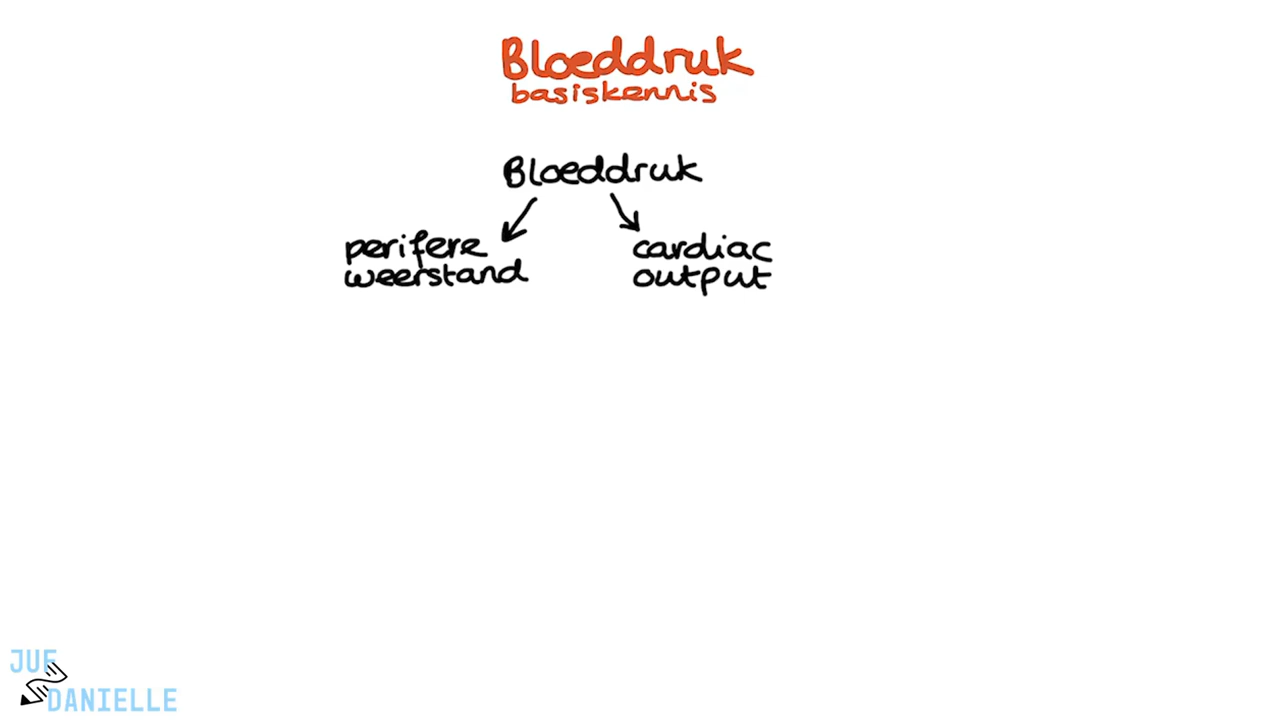 Bloeddruk
basiskennis
Bloeddruk
perifere
weerstand
cardiac
output
JUF
DANIELLE